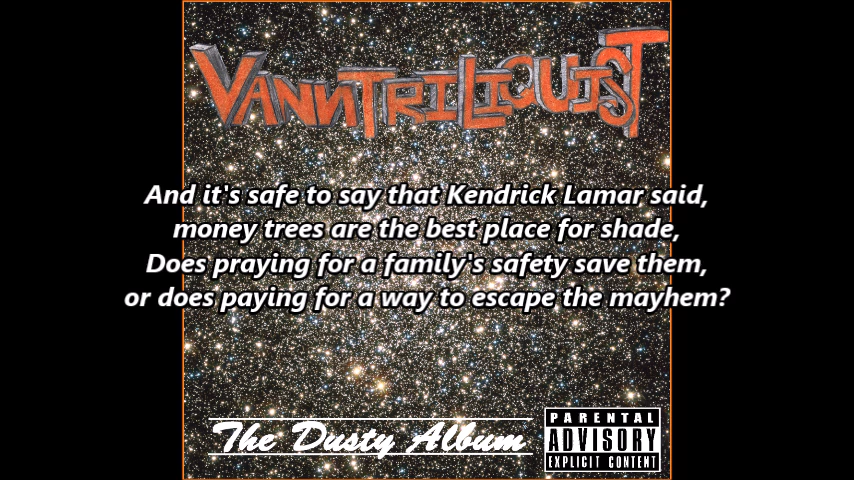 VANNTRILIQUIST
And it's safe to say that Kendrick Lamar said,
money trees are the best place for shade,
Does praying for a family's safety save them,
or does paying for a way to escape the mayhem?
The Dusty Album
PARENTAL
ADVISORY
EXPLICIT CONTENT